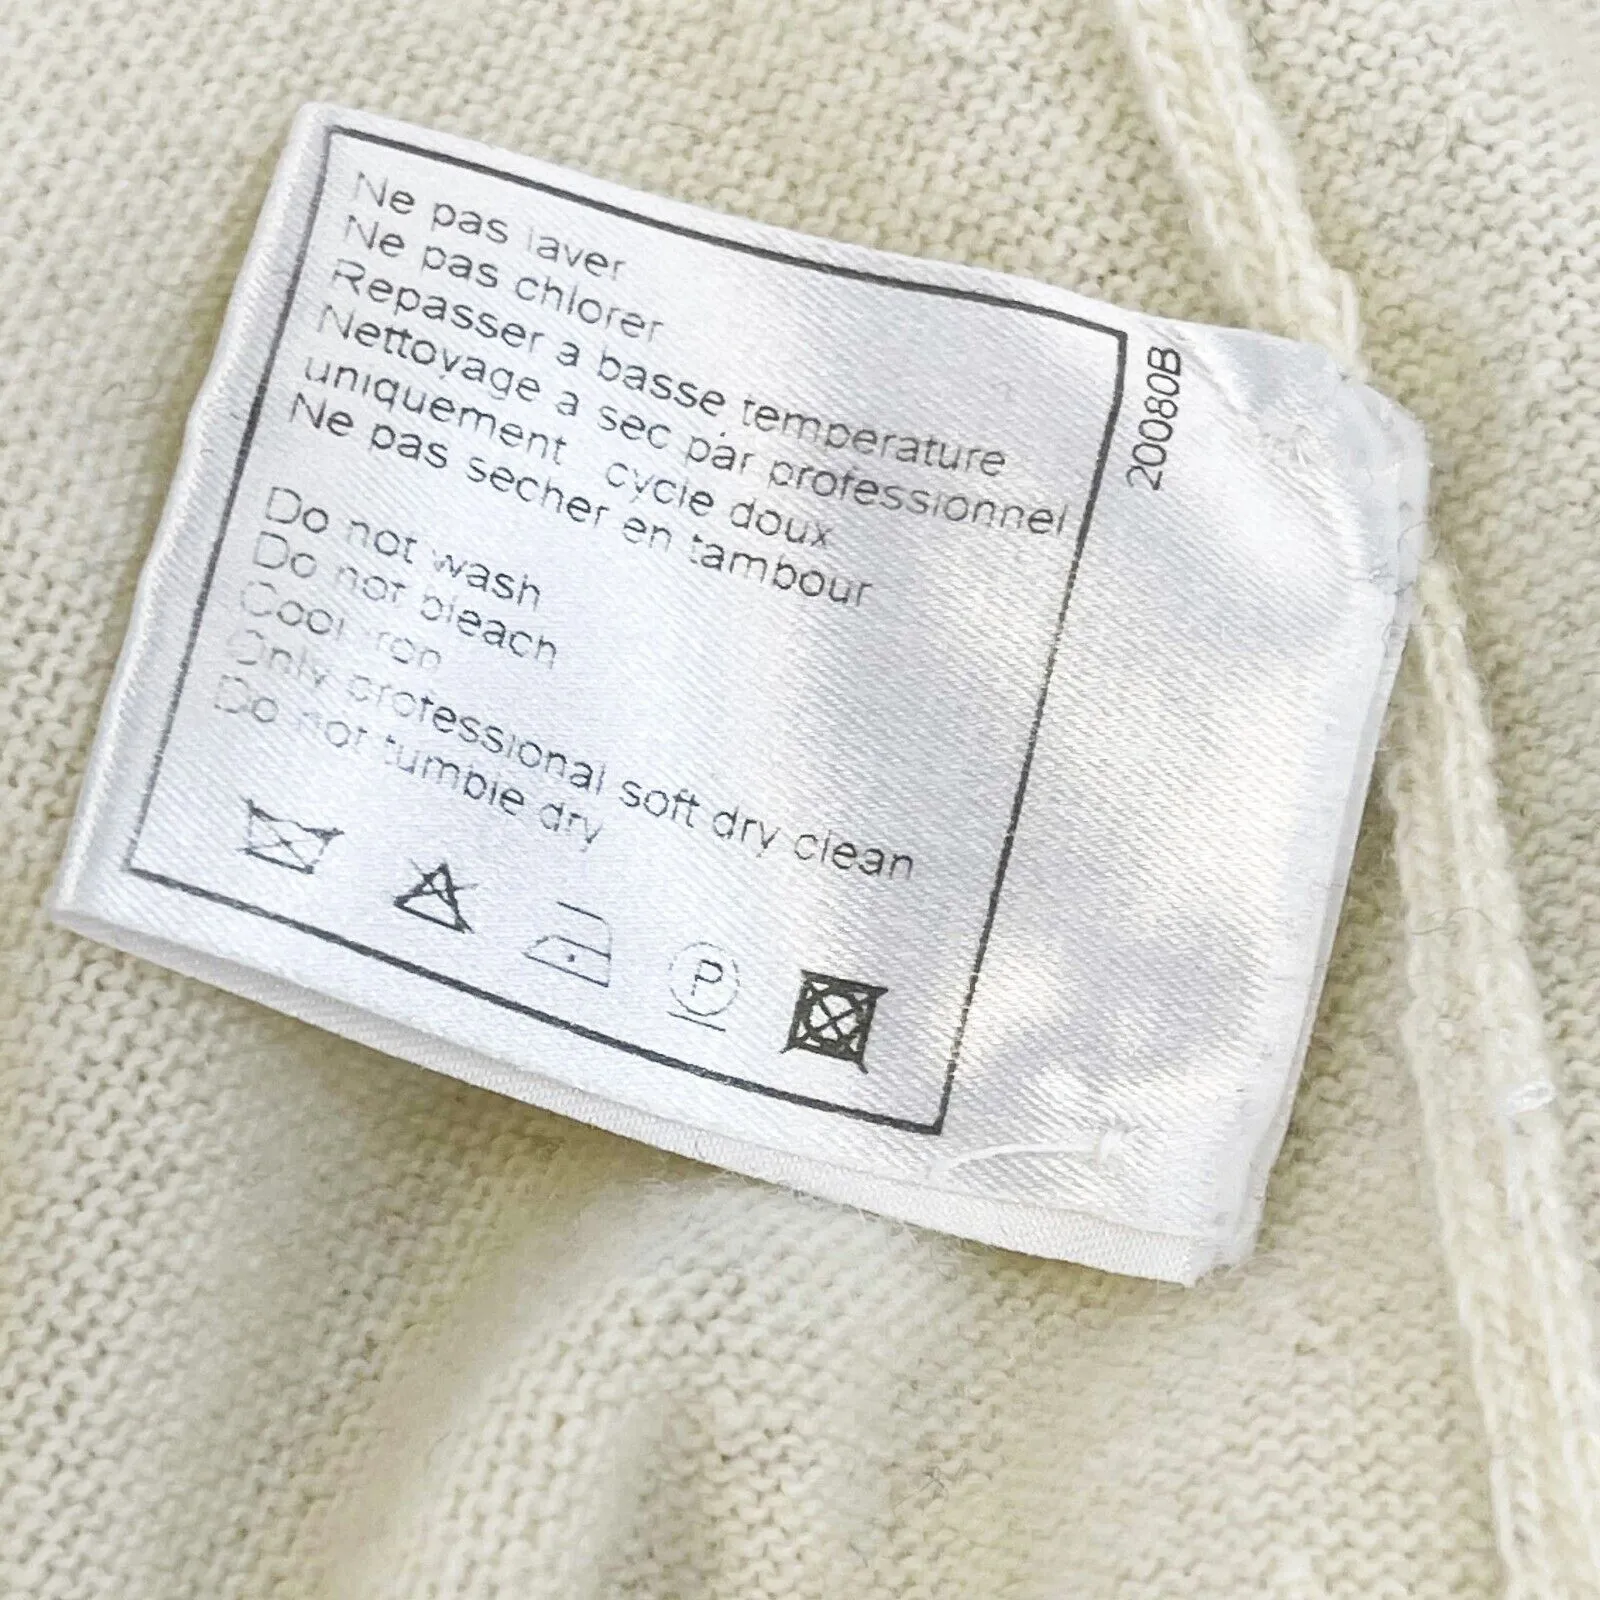 Ne pas laver
Ne pas chlorer
Repasser a basse temperature
Nettoyage a sec par professionnel
uniquement cycle doux
Ne pas secher en tambour
Do not wash
Do not bleach
Cool iron
Only professional soft dry clean
Do not tumble dry
P
20080B